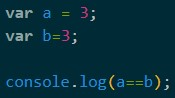 var a = 3;
var b=3;
console.log(a==b);